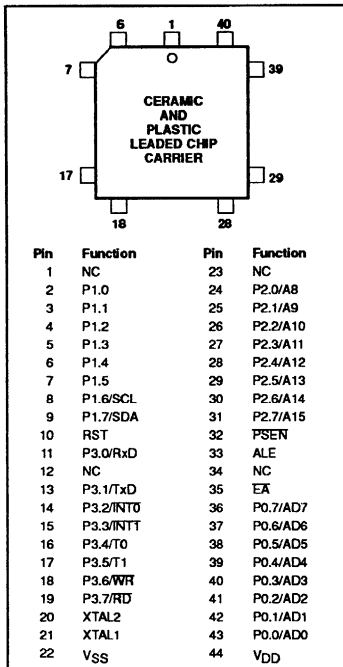 6 1 40
7 39
CERAMIC
AND
PLASTIC
LEADED CHIP
CARRIER
17 29
18 28
Pin Function Pin Function
1 NC 23 NC
2 P1.0 24 P2.0/A8
3 P1.1 25 P2.1/A9
4 P1.2 26 P2.2/A10
5 P1.3 27 P2.3/A11
6 P1.4 28 P2.4/A12
7 P1.5 29 P2.5/A13
8 P1.6/SCL 30 P2.6/A14
9 P1.7/SDA 31 P2.7/A15
10 RST 32 PSEN
11 P3.0/RxD 33 ALE
12 NC 34 NC
13 P3.1/TxD 35 EA
14 P3.2/INT0 36 P0.7/AD7
15 P3.3/INT1 37 P0.6/AD6
16 P3.4/T0 38 P0.5/AD5
17 P3.5/T1 39 P0.4/AD4
18 P3.6/WR 40 P0.3/AD3
19 P3.7/RD 41 P0.2/AD2
20 XTAL2 42 P0.1/AD1
21 XTAL1 43 P0.0/AD0
22 VSS 44 VDD